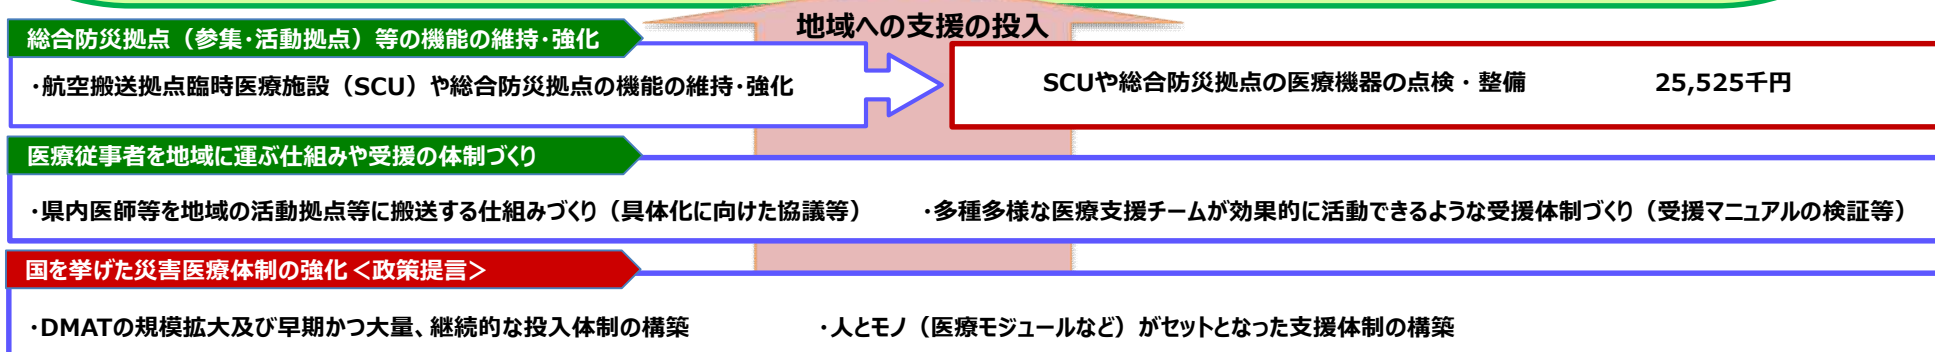 地域への支援の投入
総合防災拠点（参集・活動拠点）等の機能の維持・強化
・航空搬送拠点臨時医療施設（SCU）や総合防災拠点の機能の維持・強化
SCUや総合防災拠点の医療機器の点検・整備　25,525千円
医療従事者を地域に運ぶ仕組みや受援の体制づくり
・県内医師等を地域の活動拠点等に搬送する仕組みづくり（具体化に向けた協議等）
・多種多様な医療支援チームが効果的に活動できるような受援体制づくり（受援マニュアルの検証等）
国を挙げた災害医療体制の強化＜政策提言＞
・DMATの規模拡大及び早期かつ大量、継続的な投入体制の構築
・人とモノ（医療モジュールなど）がセットとなった支援体制の構築